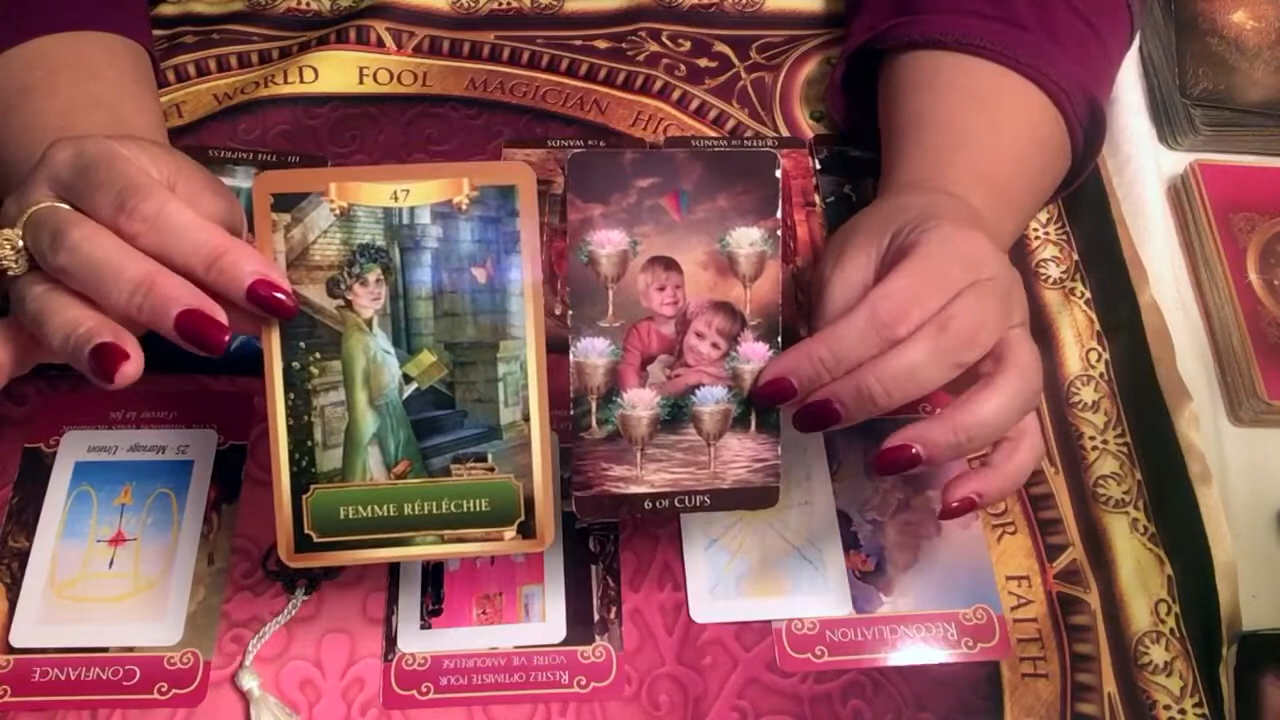 WORLD FOOL MAGICIAN
III - THE EMPRESS
9 OF WANDS
QUEEN OF WANDS
47
FEMME RÉFLÉCHIE
6 OF CUPS
25 - Mariage - Union
CONFIANCE
RESTEZ OPTIMISTE POUR
VOTRE VIE AMOUREUSE
RÉCONCILIATION
FAITH